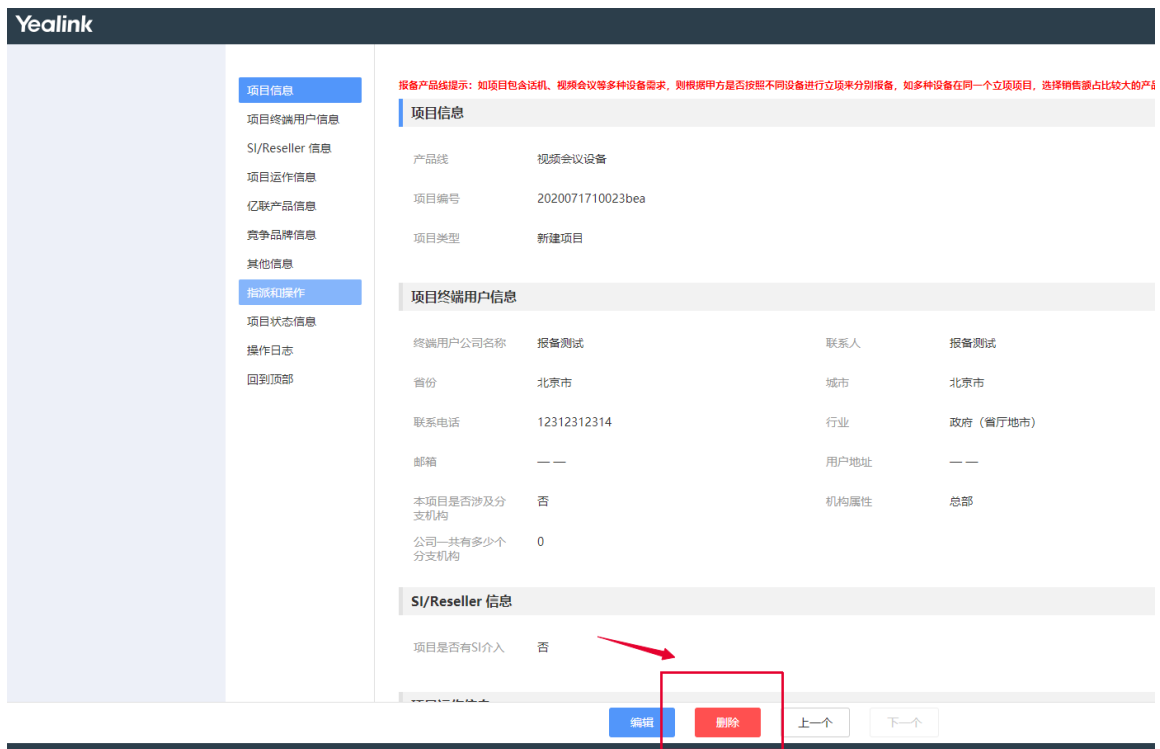 Yealink
项目信息
项目终端用户信息
SI/Reseller 信息
项目运作信息
亿联产品信息
竞争品牌信息
其他信息
指派和操作
项目状态信息
操作日志
回到顶部
报备产品线提示：如项目包含话机、视频会议等多种设备需求，则根据甲方是否按照不同设备进行立项来分别报备，如多种设备在同一个立项项目，选择销售额占比较大的产品
项目信息
产品线 视频会议设备
项目编号 2020071710023bea
项目类型 新建项目
项目终端用户信息
终端用户公司名称 报备测试 联系人 报备测试
省份 北京市 城市 北京市
联系电话 12312312314 行业 政府（省厅地市）
邮箱 — — 用户地址 — —
本项目是否涉及分
支机构 否 机构属性 总部
公司一共有多少个
分支机构 0
SI/Reseller 信息
项目是否有SI介入 否
项目运作信息
编辑 删除 上一个 下一个